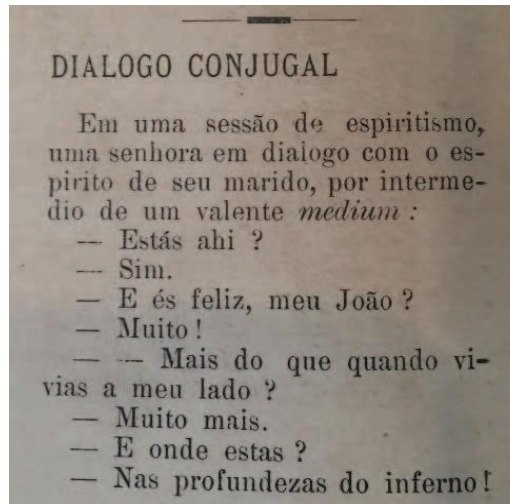 DIALOGO CONJUGAL
Em uma sessão de espiritismo,
uma senhora em dialogo com o es-
pirito de seu marido, por interme-
dio de um valente medium :
— Estás ahi ?
— Sim.
— E és feliz, meu João ?
— Muito !
— — Mais do que quando vi-
vias a meu lado ?
— Muito mais.
— E onde estas ?
— Nas profundezas do inferno !